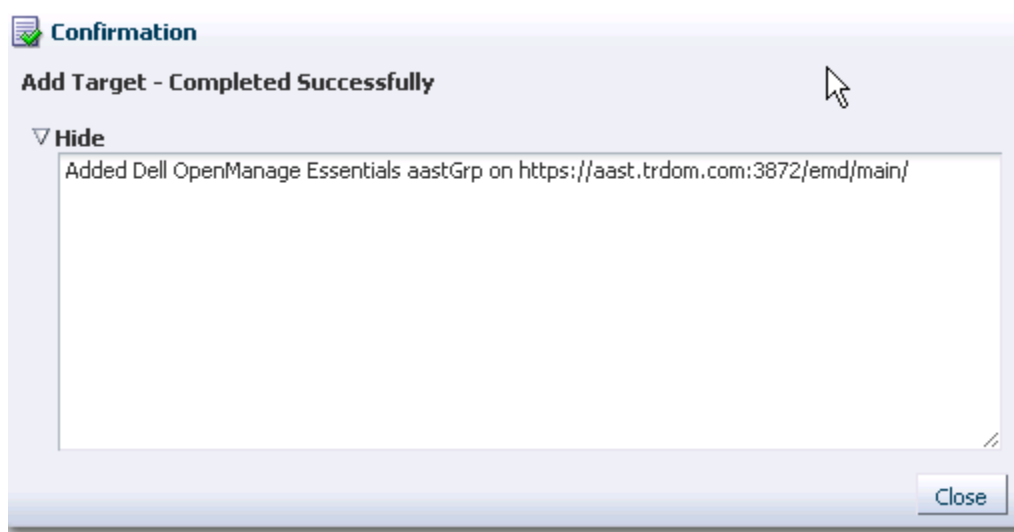 Confirmation
Add Target - Completed Successfully
Hide
Added Dell OpenManage Essentials aastGrp on https://aast.trdom.com:3872/emd/main/
Close